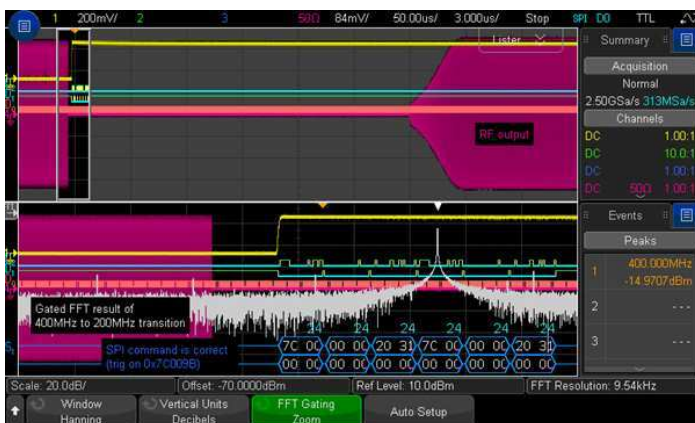 1 200mV/ 2 3 50Ω 84mV/ 50.00us/ 3.000us/ Stop SPI D0 TTL
Lister
Summary
Acquisition
Normal
2.50GSa/s 313MSa/s
Channels
DC 1.00:1
DC 10.0:1
DC 1.00:1
DC 50Ω 1.00:1
RF output
Events
Peaks
1 400.000MHz
-14.9707dBm
2 - - -
3 - - -
Gated FFT result of
400MHz to 200MHz transition
SPI command is correct
(trig on 0x7C009B)
24 24 24 24 24 24
7C 00 00 00 20 31 7C 00 00 00 20 31
00 00 00 00 00 00 00 00 00 00 00 00
Scale: 20.0dB/ Offset: -70.0000dBm Ref Level: 10.0dBm FFT Resolution: 9.54kHz
Window
Hanning
Vertical Units
Decibels
FFT Gating
Zoom
Auto Setup